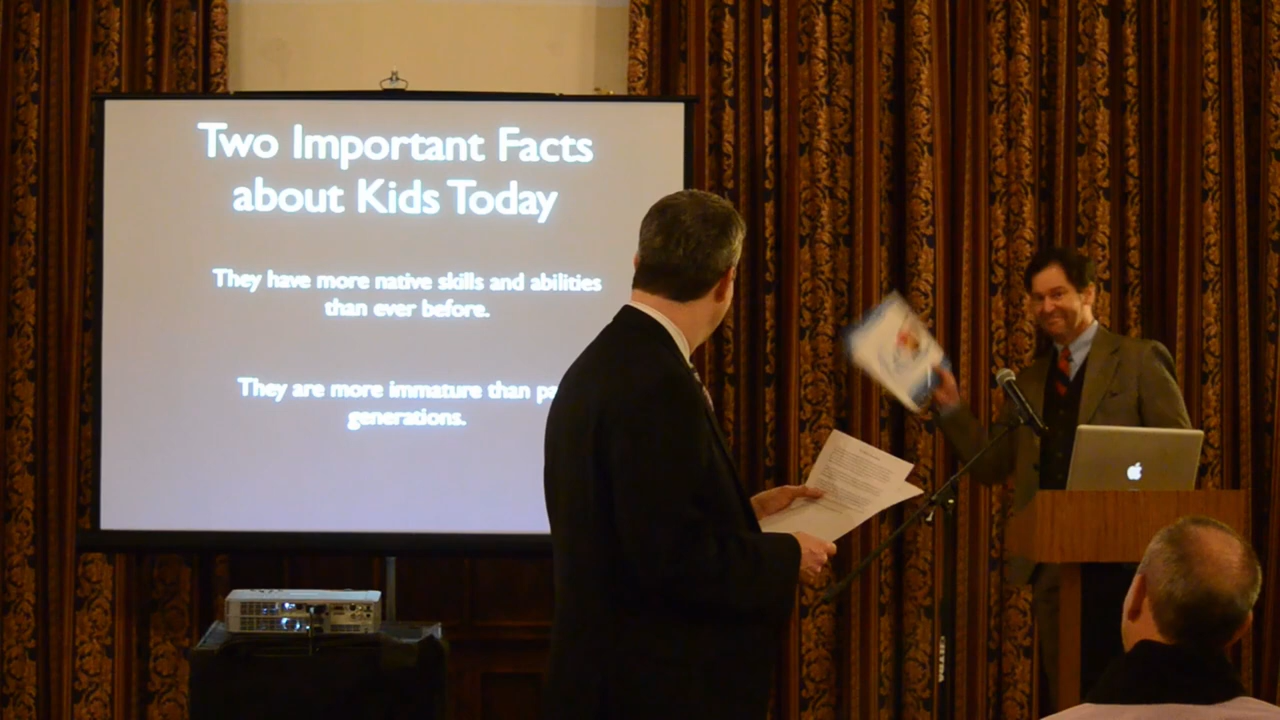 Two Important Facts
about Kids Today
They have more native skills and abilities
than ever before.
They are more immature than
generations.